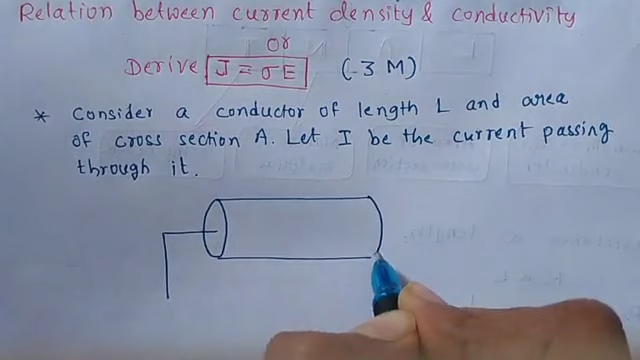 Relation between current density & conductivity
or
Derive J = σE (-3 M)
* Consider a conductor of length L and area
of cross section A. Let I be the current passing
through it.